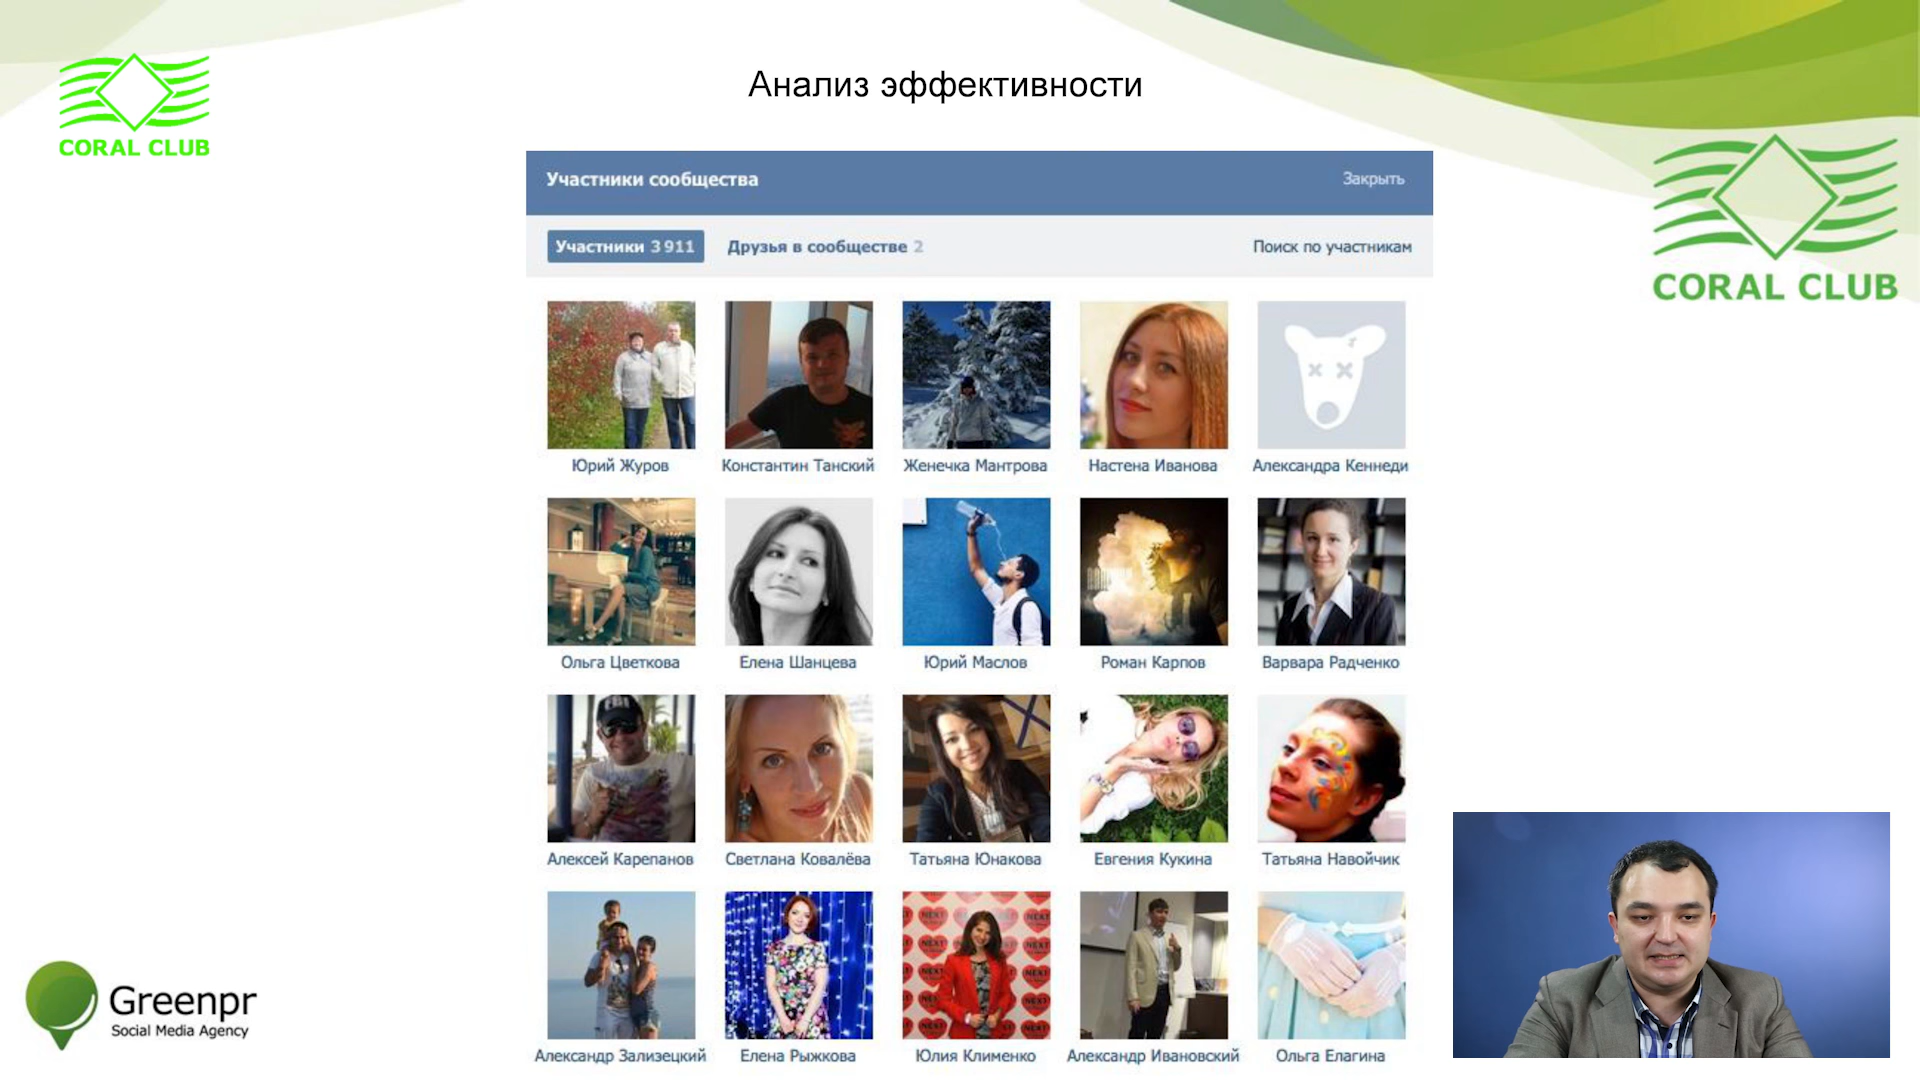 Анализ эффективности
CORAL CLUB
CORAL CLUB
Участники сообщества
Закрыть
Участники 3 911
Друзья в сообществе 2
Поиск по участникам
Юрий Журов
Константин Танский
Женечка Мантрова
Настена Иванова
Александра Кеннеди
Ольга Цветкова
Елена Шанцева
Юрий Маслов
Роман Карпов
Варвара Радченко
Алексей Карепанов
Светлана Ковалёва
Татьяна Юнакова
Евгения Кукина
Татьяна Навойчик
NEXT
Александр Зализецкий
Елена Рыжкова
Юлия Клименко
Александр Ивановский
Ольга Елагина
Greenpr
Social Media Agency